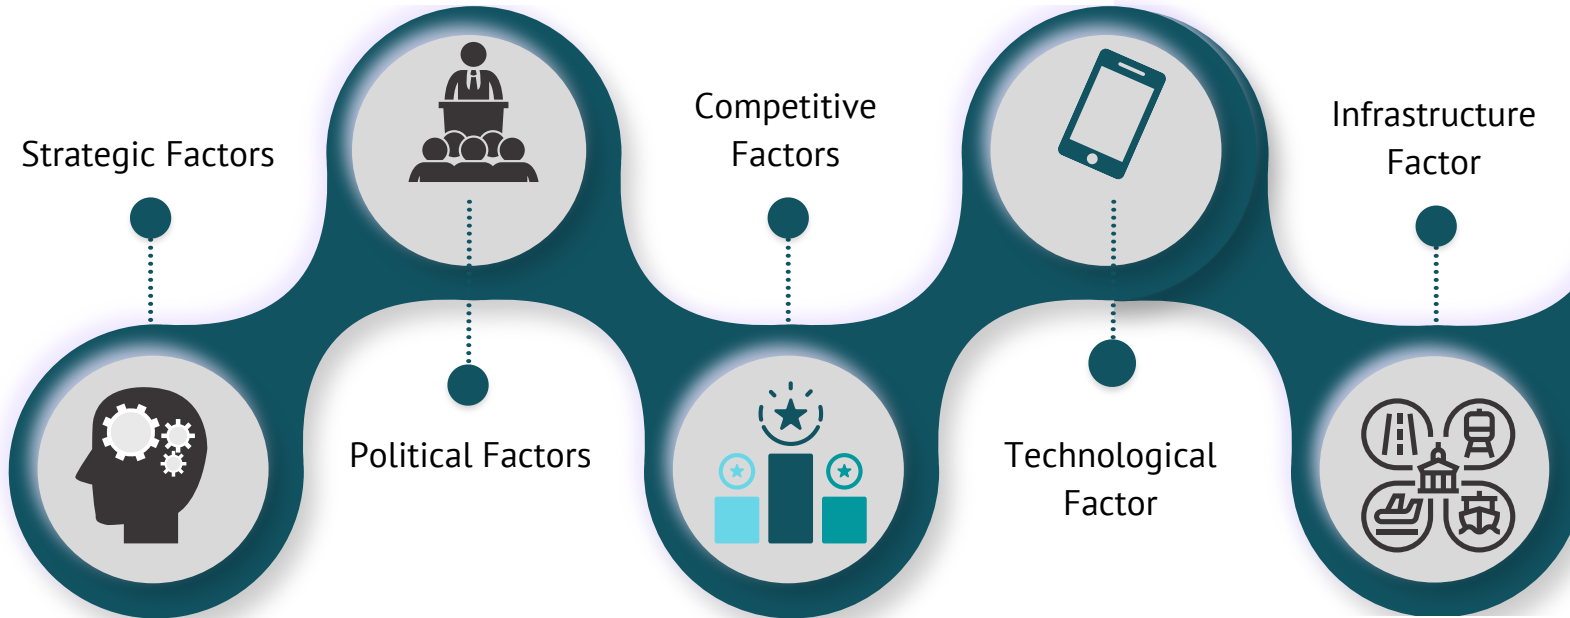 Strategic Factors
Political Factors
Competitive
Factors
Technological
Factor
Infrastructure
Factor